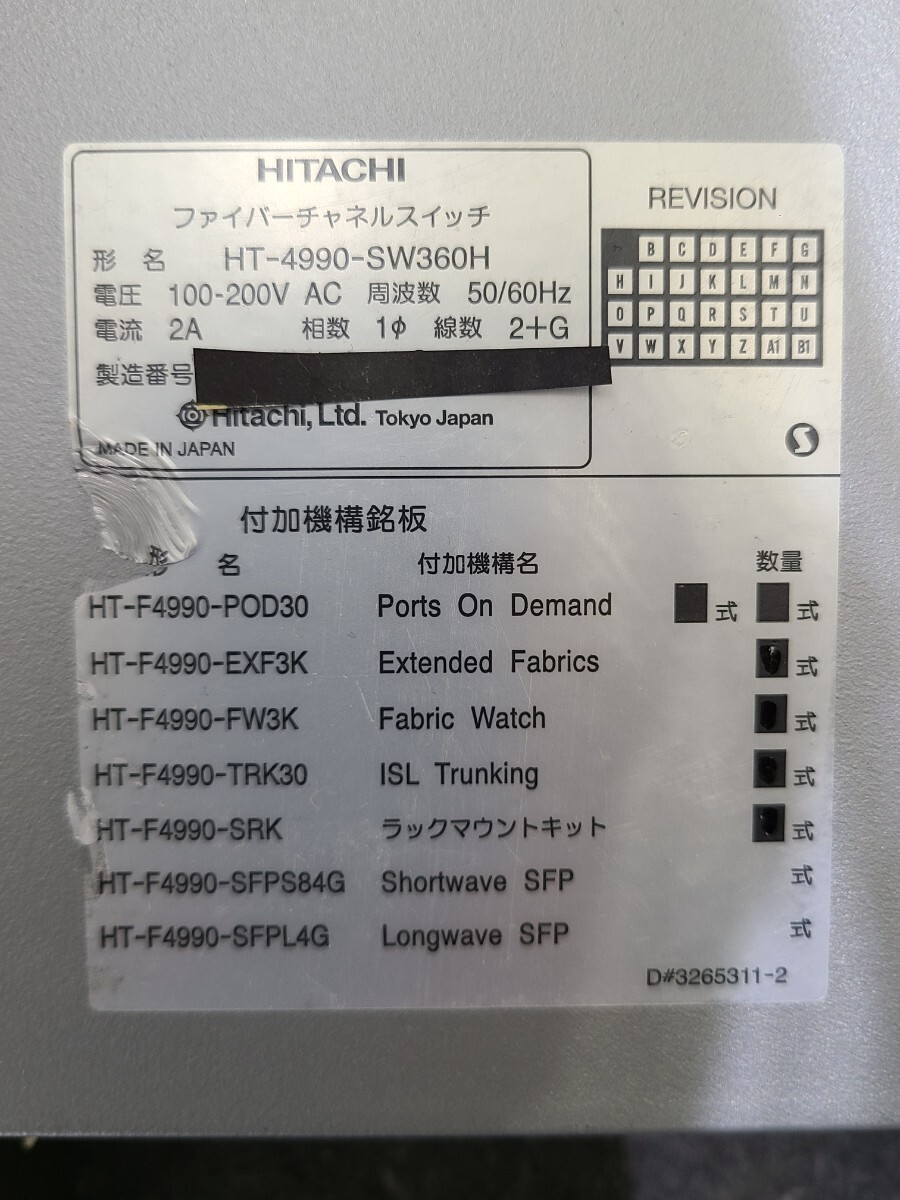 HITACHI
ファイバーチャネルスイッチ
形 名 HT-4990-SW360H
電圧 100-200V AC 周波数 50/60Hz
電流 2A 相数 1φ 線数 2+G
製造番号
Hitachi, Ltd. Tokyo Japan
MADE IN JAPAN
REVISION
B C D E F G
H I J K L M N
O P Q R S T U
V W X Y Z A1 B1
付加機構銘板
形 名 付加機構名 数量
HT-F4990-POD30 Ports On Demand 式 式
HT-F4990-EXF3K Extended Fabrics 式
HT-F4990-FW3K Fabric Watch 式
HT-F4990-TRK30 ISL Trunking 式
HT-F4990-SRK ラックマウントキット 式
HT-F4990-SFPS84G Shortwave SFP 式
HT-F4990-SFPL4G Longwave SFP 式
D#3265311-2